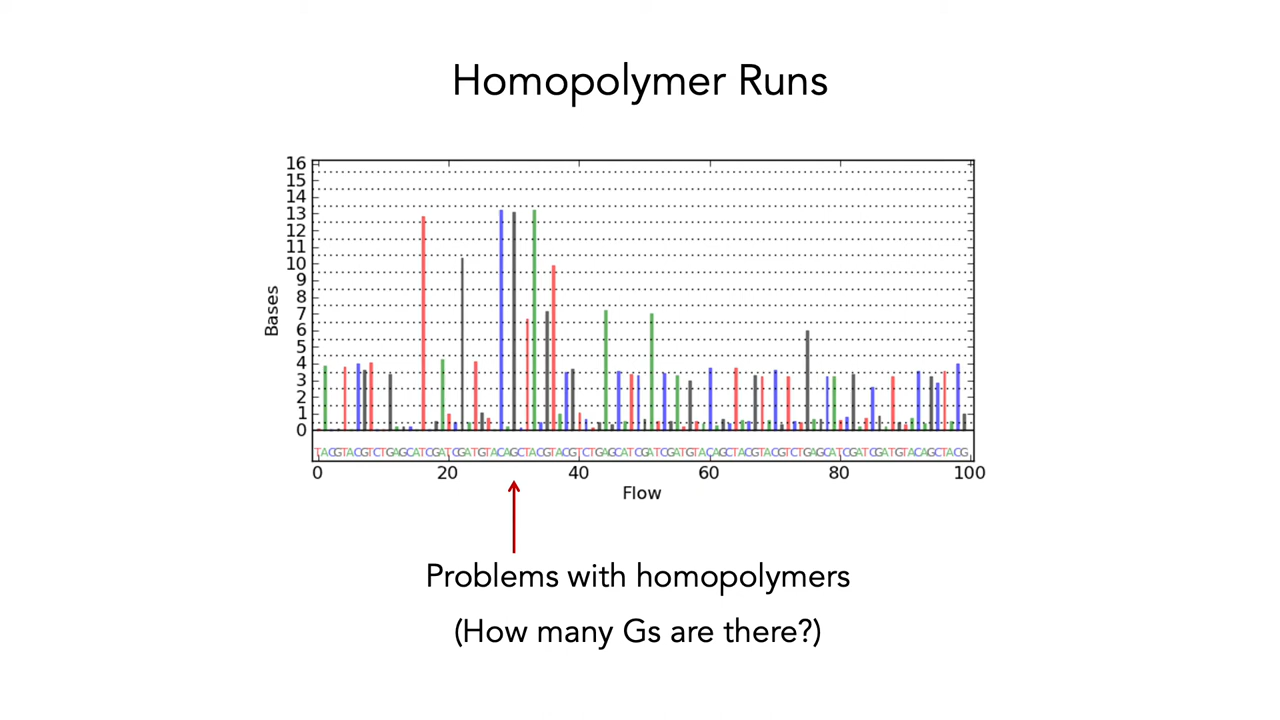 Homopolymer Runs
16
15
14
13
12
11
10
9
8
7
6
5
4
3
2
1
0
Bases
TACGTACGTCTGAGCATCGATCGATGTACAGCTACGTACGTCTGAGCATCGATCGATGTACAGCTACGTACGTCTGAGCATCGATCGATGTACAGCTACG
0 20 40 60 80 100
Flow
Problems with homopolymers
(How many Gs are there?)